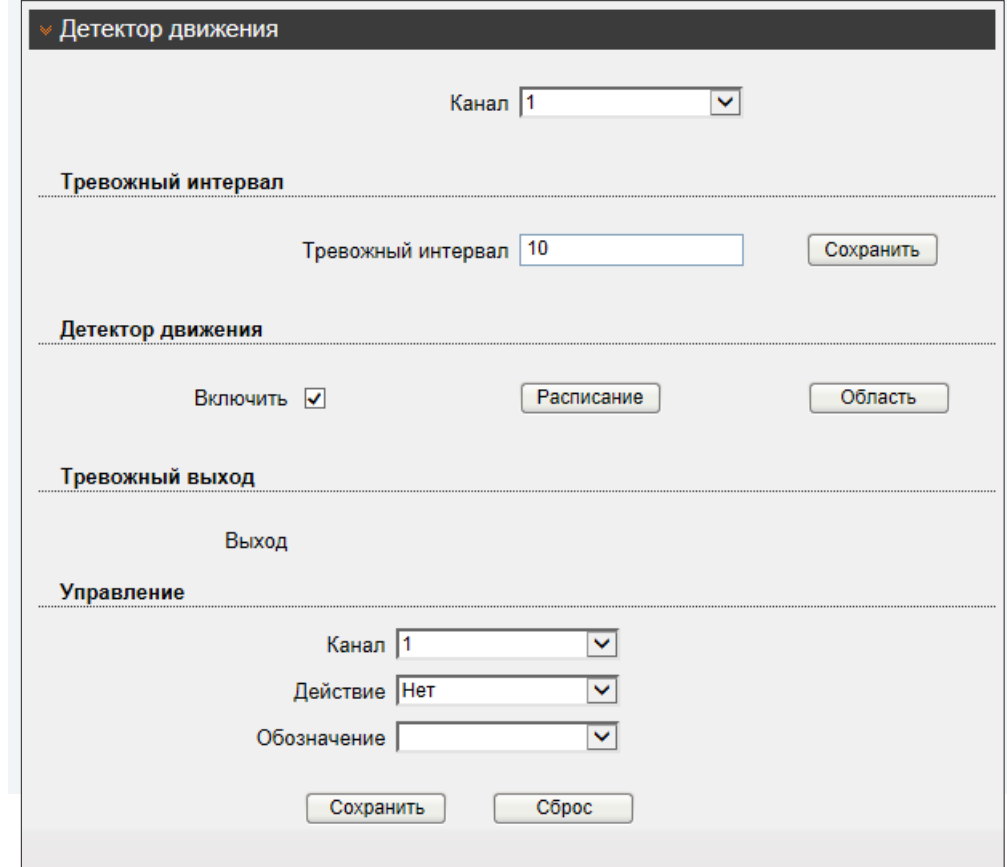 Детектор движения
Канал 1
Тревожный интервал
Тревожный интервал 10 Сохранить
Детектор движения
Включить Расписание Область
Тревожный выход
Выход
Управление
Канал 1
Действие Нет
Обозначение
Сохранить Сброс